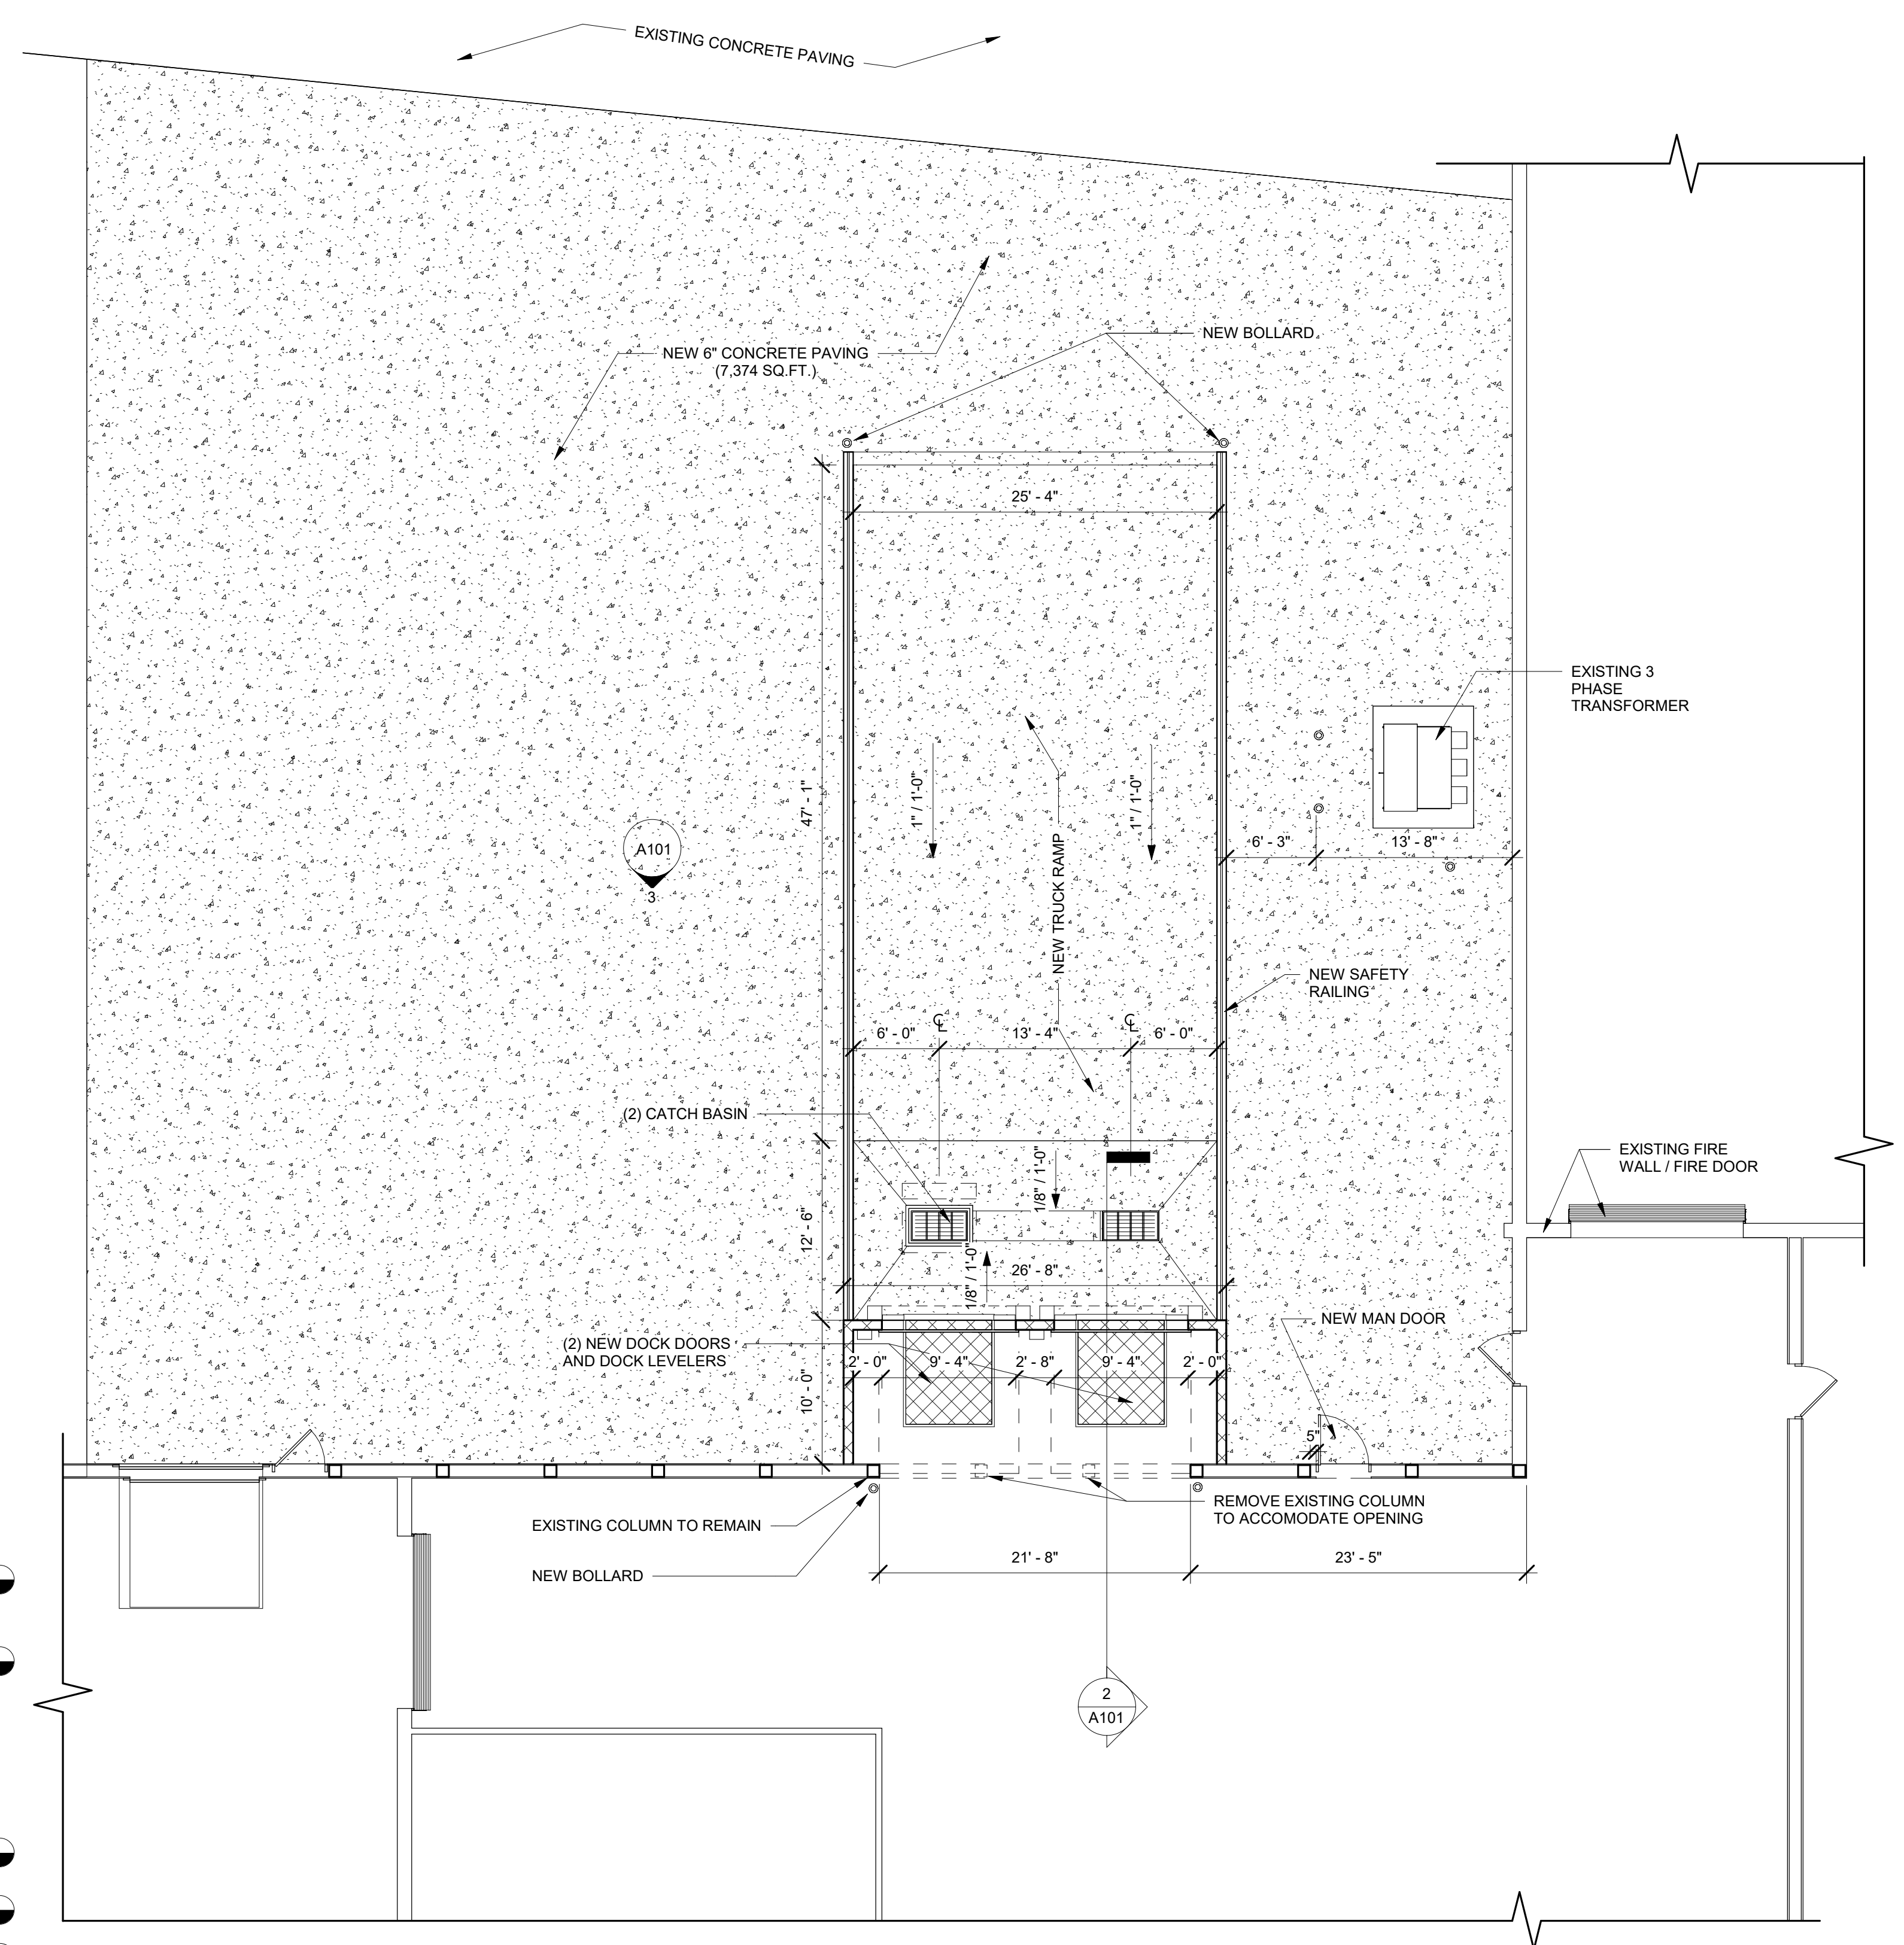 EXISTING CONCRETE PAVING
NEW BOLLARD
NEW 6" CONCRETE PAVING
(7,374 SQ.FT.)
25' - 4"
EXISTING 3
PHASE
TRANSFORMER
47' - 1"
1" / 1'-0"
1" / 1'-0"
A101
3
6' - 3"
13' - 8"
NEW TRUCK RAMP
NEW SAFETY
RAILING
6' - 0"
CL
13' - 4"
CL
6' - 0"
(2) CATCH BASIN
EXISTING FIRE
WALL / FIRE DOOR
1/8" / 1'-0"
12' - 6"
1/8" / 1'-0"
26' - 8"
NEW MAN DOOR
(2) NEW DOCK DOORS
AND DOCK LEVELERS
2' - 0"
9' - 4"
2' - 8"
9' - 4"
2' - 0"
10' - 0"
5"
REMOVE EXISTING COLUMN
TO ACCOMODATE OPENING
EXISTING COLUMN TO REMAIN
21' - 8"
23' - 5"
NEW BOLLARD
2
A101